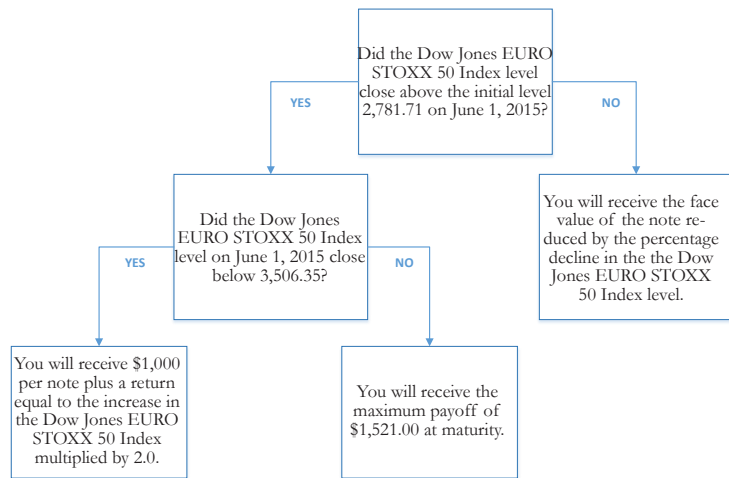 Did the Dow Jones EURO
STOXX 50 Index level
close above the initial level
2,781.71 on June 1, 2015?
YES
NO
Did the Dow Jones
EURO STOXX 50 Index
level on June 1, 2015 close
below 3,506.35?
You will receive the face
value of the note re-
duced by the percentage
decline in the the Dow
Jones EURO STOXX
50 Index level.
YES
NO
You will receive $1,000
per note plus a return
equal to the increase in
the Dow Jones EURO
STOXX 50 Index
multiplied by 2.0.
You will receive the
maximum payoff of
$1,521.00 at maturity.